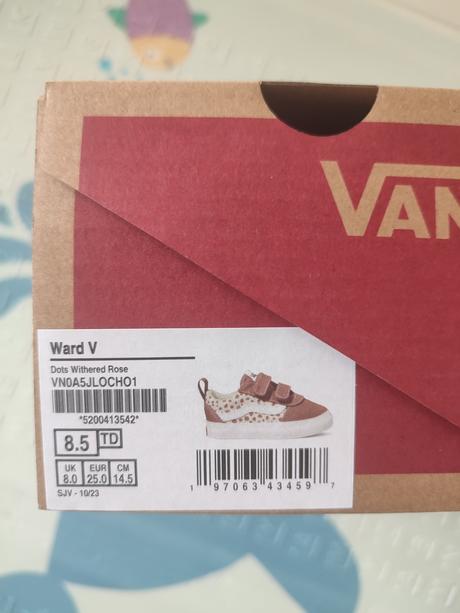 VAN
Ward V
Dots Withered Rose
VN0A5JLOCHO1
*5200413542*
8.5 TD
UK EUR CM
8.0 25.0 14.5
SJV - 10/23
1 97063 43459 7